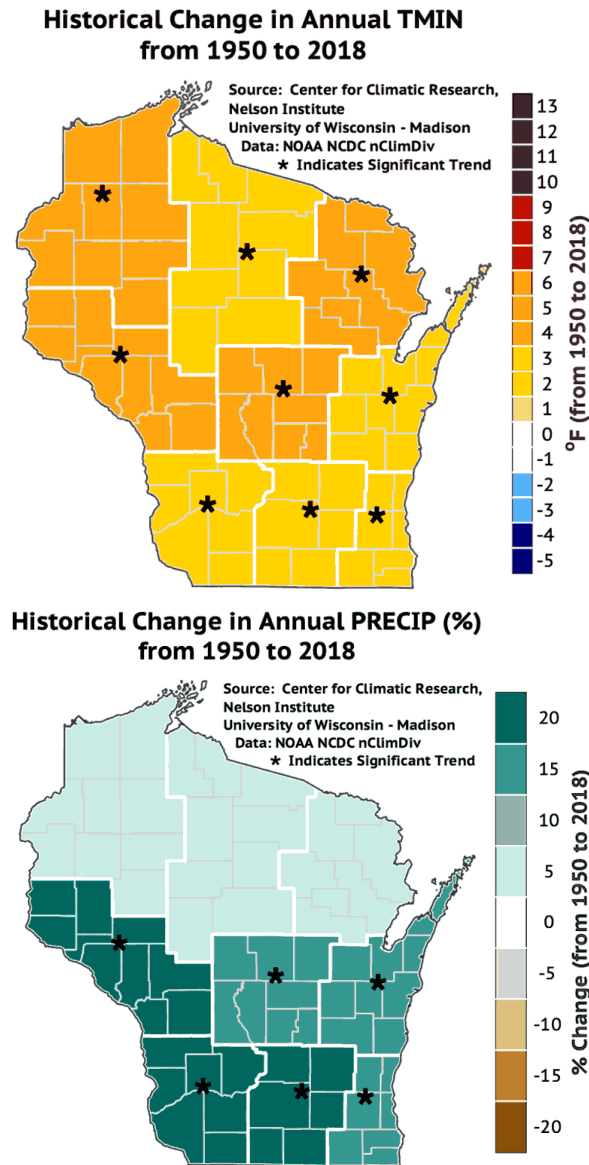 Historical Change in Annual TMIN
from 1950 to 2018
Source:  Center for Climatic Research,
Nelson Institute
University of Wisconsin - Madison
Data: NOAA NCDC nClimDiv
* Indicates Significant Trend
13
12
11
10
9
8
7
6
5
4
3
2
1
0
-1
-2
-3
-4
-5
°F (from 1950 to 2018)
Historical Change in Annual PRECIP (%)
from 1950 to 2018
Source:  Center for Climatic Research,
Nelson Institute
University of Wisconsin - Madison
Data: NOAA NCDC nClimDiv
* Indicates Significant Trend
20
15
10
5
0
-5
-10
-15
-20
% Change (from 1950 to 2018)